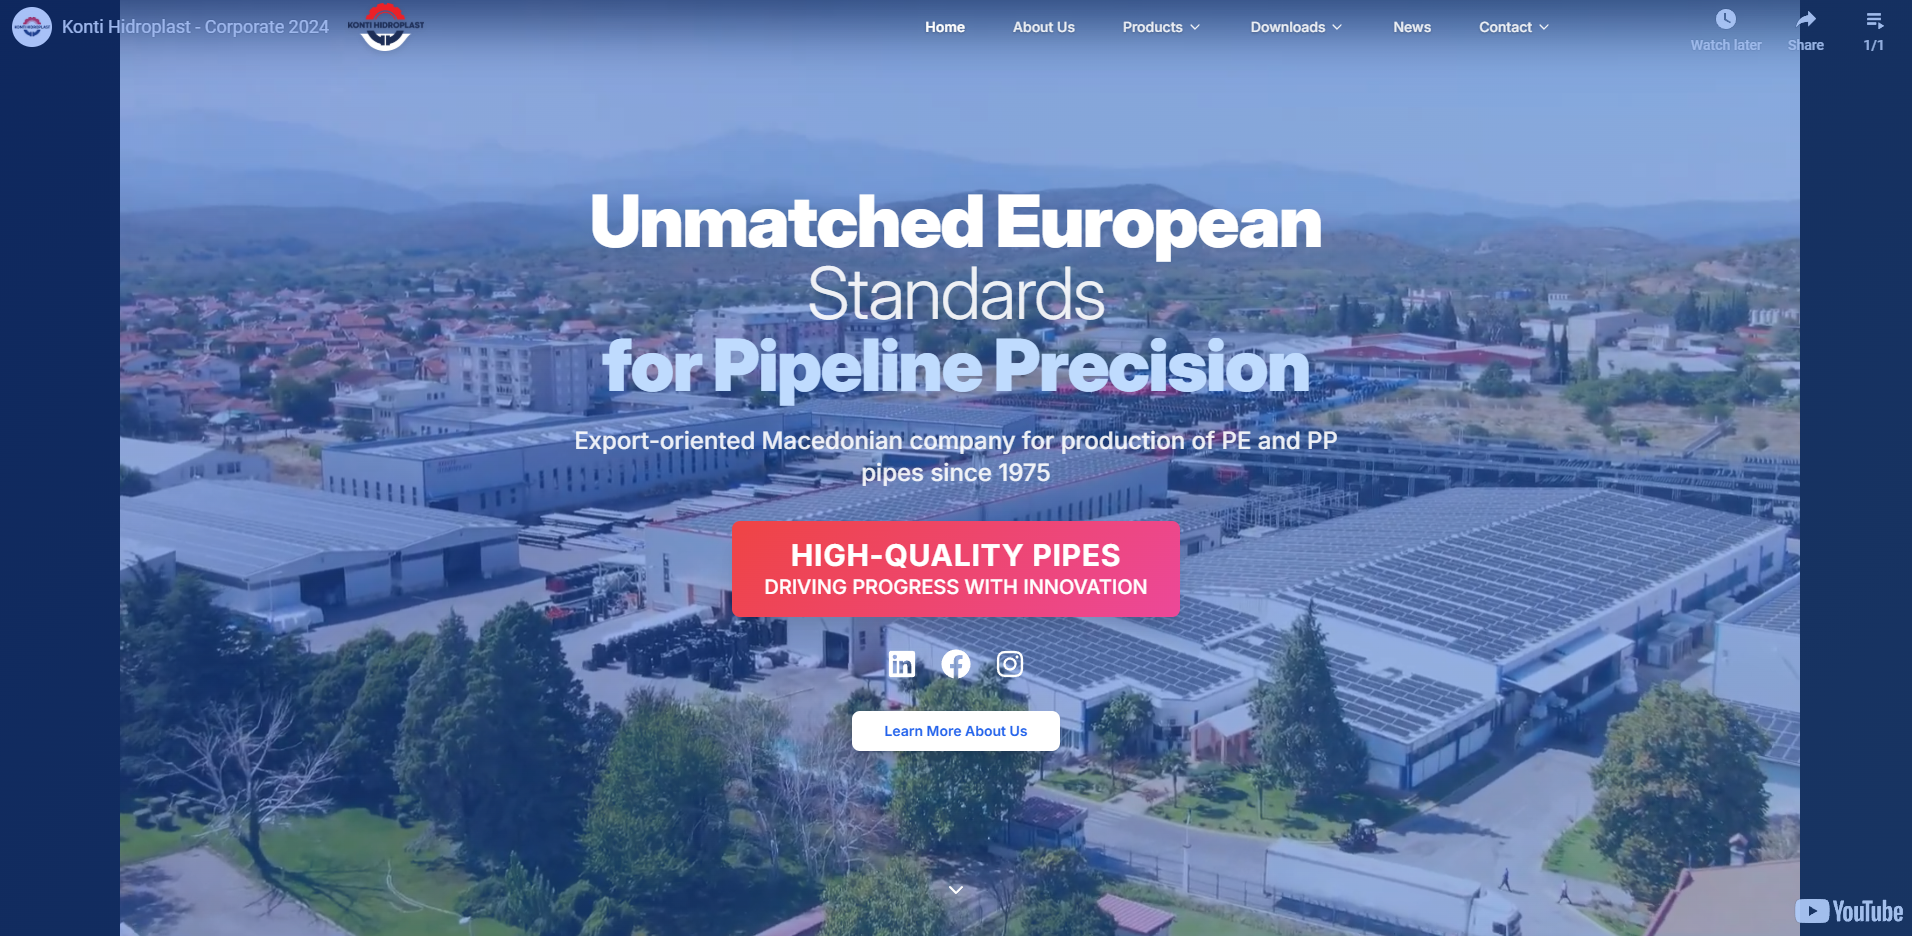 Konti Hidroplast - Corporate 2024
KONTI HIDROPLAST
Home
About Us
Products
Downloads
News
Contact
Watch later
Share
1/1
Unmatched European
Standards
for Pipeline Precision
Export-oriented Macedonian company for production of PE and PP
pipes since 1975
HIGH-QUALITY PIPES
DRIVING PROGRESS WITH INNOVATION
in
Learn More About Us
YouTube